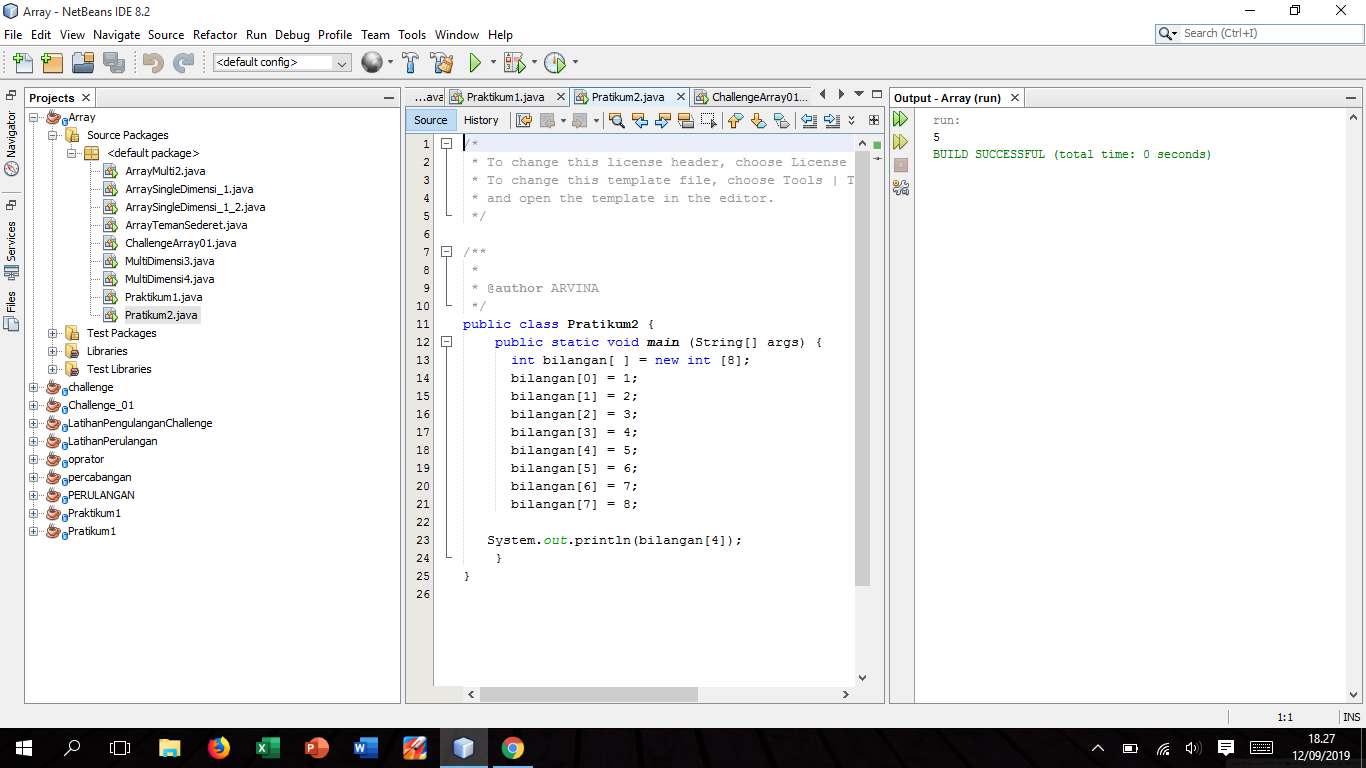 Array - NetBeans IDE 8.2
File Edit View Navigate Source Refactor Run Debug Profile Team Tools Window Help
Search (Ctrl+I)
<default config>
Navigator
Services
Files
Projects
Array
Source Packages
<default package>
ArrayMulti2.java
ArraySingleDimensi_1.java
ArraySingleDimensi_1_2.java
ArrayTemanSederet.java
ChallengeArray01.java
MultiDimensi3.java
MultiDimensi4.java
Praktikum1.java
Pratikum2.java
Test Packages
Libraries
Test Libraries
challenge
Challenge_01
LatihanPengulanganChallenge
LatihanPerulangan
oprator
percabangan
PERULANGAN
Praktikum1
Pratikum1
...ava Praktikum1.java Pratikum2.java ChallengeArray01...
Source History
1 /*
2 * To change this license header, choose License
3 * To change this template file, choose Tools | T
4 * and open the template in the editor.
5 */
6
7 /**
8 *
9 * @author ARVINA
10 */
11 public class Pratikum2 {
12 public static void main (String[] args) {
13 int bilangan[ ] = new int [8];
14 bilangan[0] = 1;
15 bilangan[1] = 2;
16 bilangan[2] = 3;
17 bilangan[3] = 4;
18 bilangan[4] = 5;
19 bilangan[5] = 6;
20 bilangan[6] = 7;
21 bilangan[7] = 8;
22
23 System.out.println(bilangan[4]);
24 }
25 }
26
Output - Array (run)
run:
5
BUILD SUCCESSFUL (total time: 0 seconds)
1:1 INS
18.27
12/09/2019